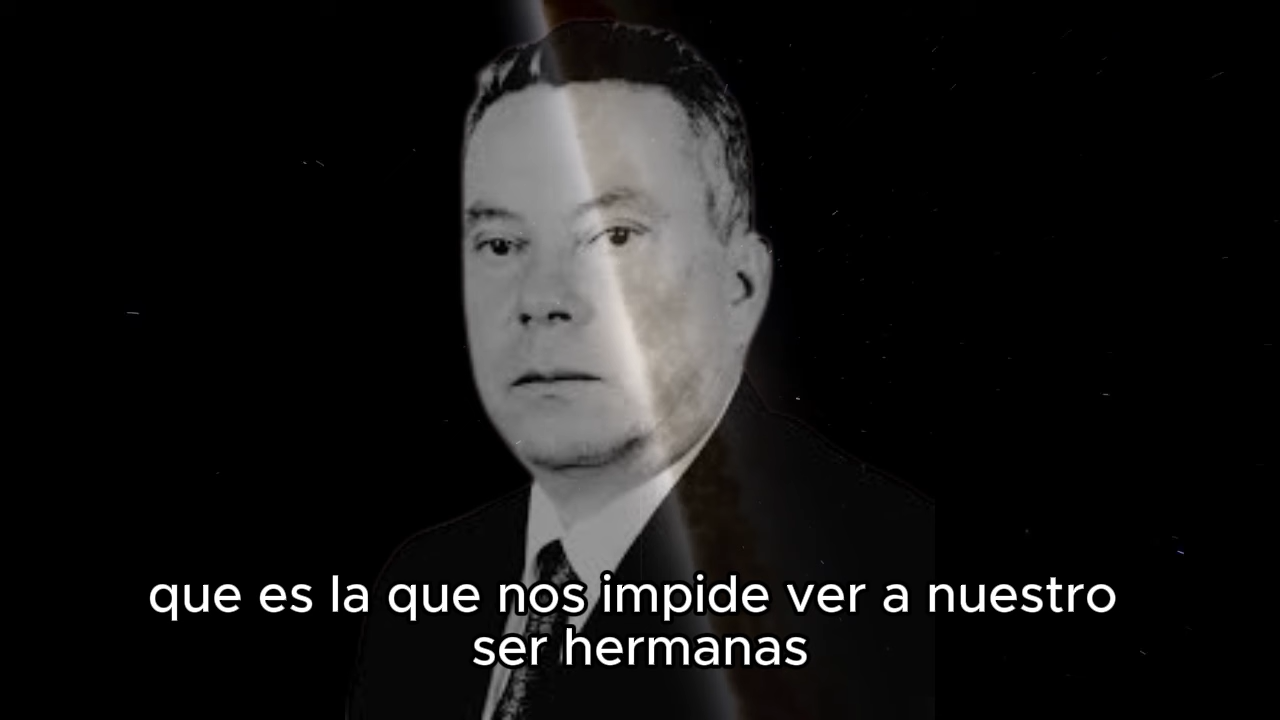 que es la que nos impide ver a nuestro
ser hermanas